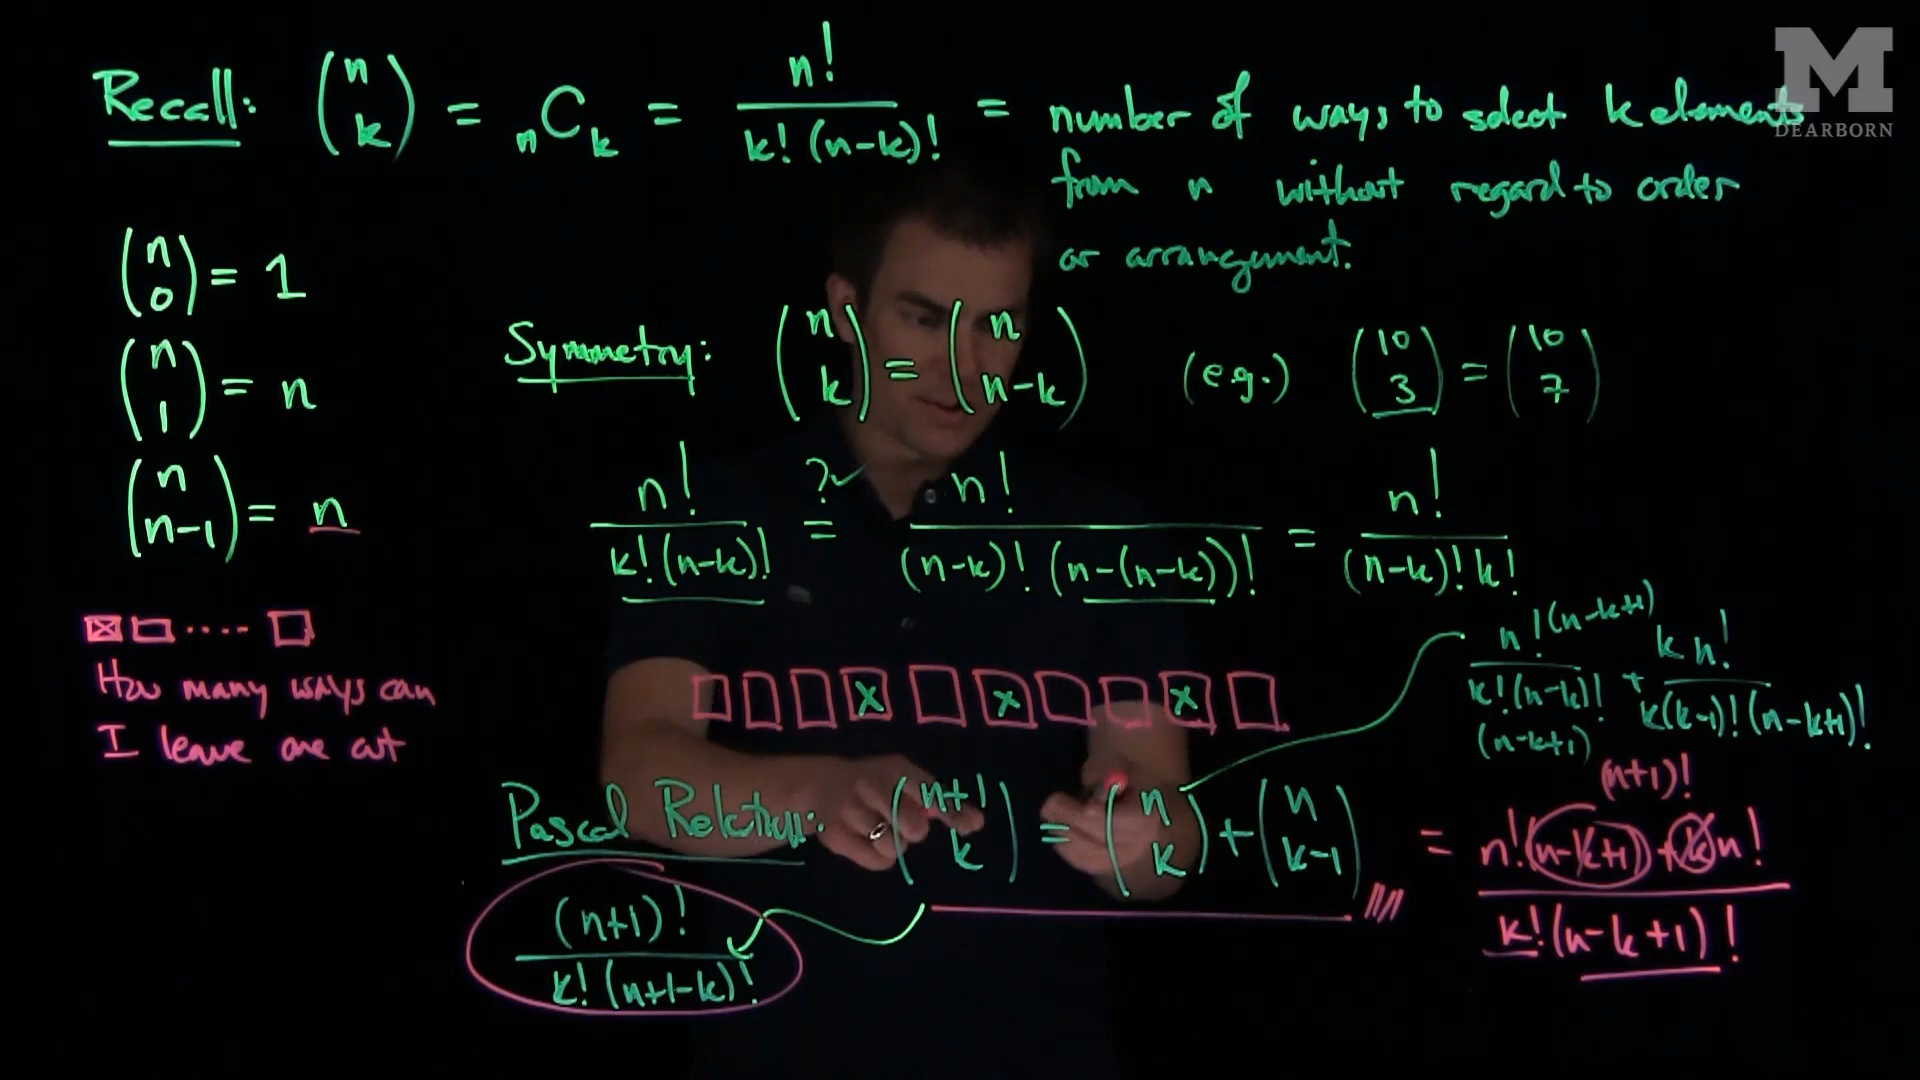 Recall: (n k) = nCk = n! / k! (n-k)! = number of ways to select k elements
from n without regard to order
or arrangement.
M
DEARBORN
(n 0) = 1
(n 1) = n
(n n-1) = n
Symmetry: (n k) = (n n-k) (e.g.) (10 3) = (10 7)
n! / k! (n-k)! =? ✓ n! / (n-k)! (n-(n-k))! = n! / (n-k)! k!
☒ □ .... □
How many ways can
I leave one out
□ □ □ x □ x □ □ x □
n! (n-k+1) / k! (n-k)! (n-k+1) + k n! / k(k-1)! (n-k+1)!
Pascal Relation: (n+1 k) = (n k) + (n k-1)
(n+1)!
= n!(n-k+1) + k n! / k! (n-k+1)!
(n+1)! / k! (n+1-k)!